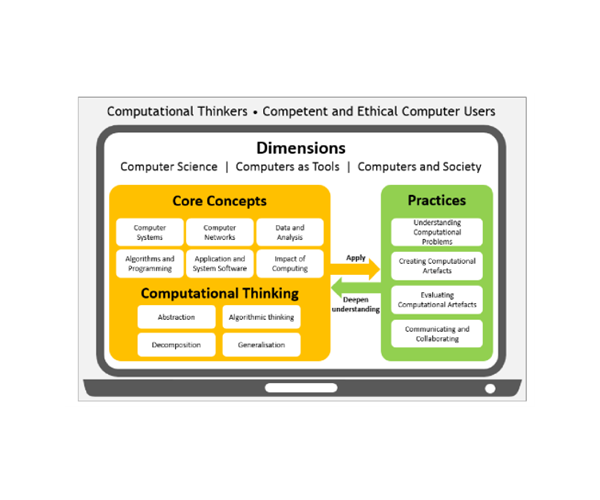 Computational Thinkers • Competent and Ethical Computer Users
Dimensions
Computer Science | Computers as Tools | Computers and Society
Core Concepts
Computer
Systems
Computer
Networks
Data and
Analysis
Algorithms and
Programming
Application and
System Software
Impact of
Computing
Computational Thinking
Abstraction
Algorithmic thinking
Decomposition
Generalisation
Apply
Deepen
understanding
Practices
Understanding
Computational
Problems
Creating Computational
Artefacts
Evaluating
Computational Artefacts
Communicating and
Collaborating